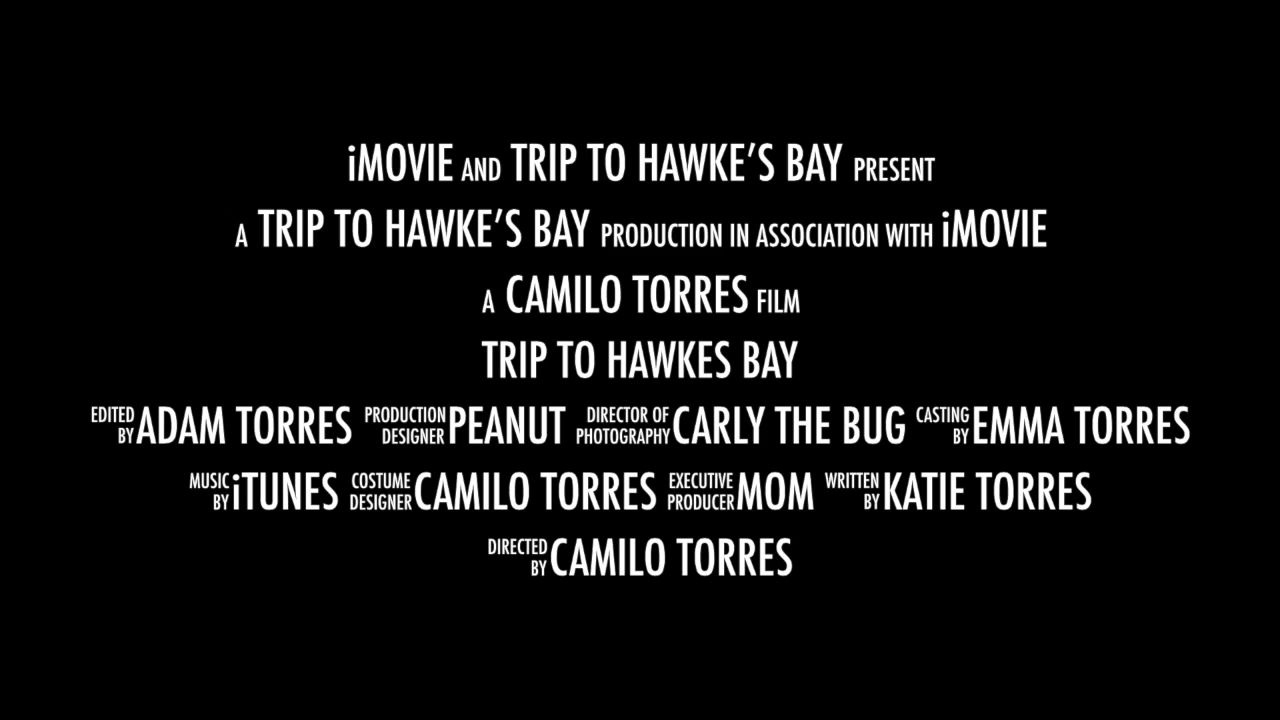 iMOVIE AND TRIP TO HAWKE'S BAY PRESENT
A TRIP TO HAWKE'S BAY PRODUCTION IN ASSOCIATION WITH iMOVIE
A CAMILO TORRES FILM
TRIP TO HAWKES BAY
EDITED BY ADAM TORRES PRODUCTION DESIGNER PEANUT DIRECTOR OF PHOTOGRAPHY CARLY THE BUG CASTING BY EMMA TORRES
MUSIC BY iTUNES COSTUME DESIGNER CAMILO TORRES EXECUTIVE PRODUCER MOM WRITTEN BY KATIE TORRES
DIRECTED BY CAMILO TORRES